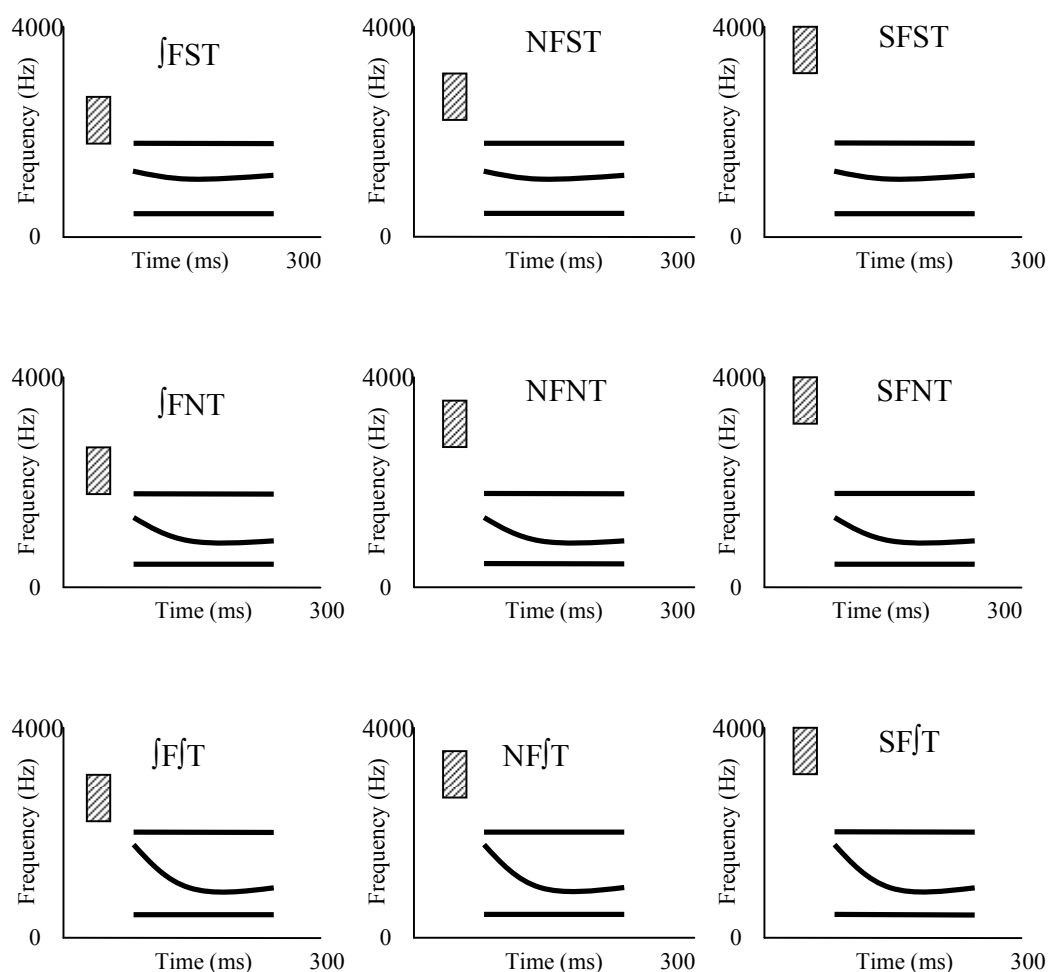 4000 ∫FST
Frequency (Hz)
0
Time (ms) 300
4000 NFST
Frequency (Hz)
0
Time (ms) 300
4000 SFST
Frequency (Hz)
0
Time (ms) 300
4000 ∫FNT
Frequency (Hz)
0
Time (ms) 300
4000 NFNT
Frequency (Hz)
0
Time (ms) 300
4000 SFNT
Frequency (Hz)
0
Time (ms) 300
4000 ∫F∫T
Frequency (Hz)
0
Time (ms) 300
4000 NF∫T
Frequency (Hz)
0
Time (ms) 300
4000 SF∫T
Frequency (Hz)
0
Time (ms) 300